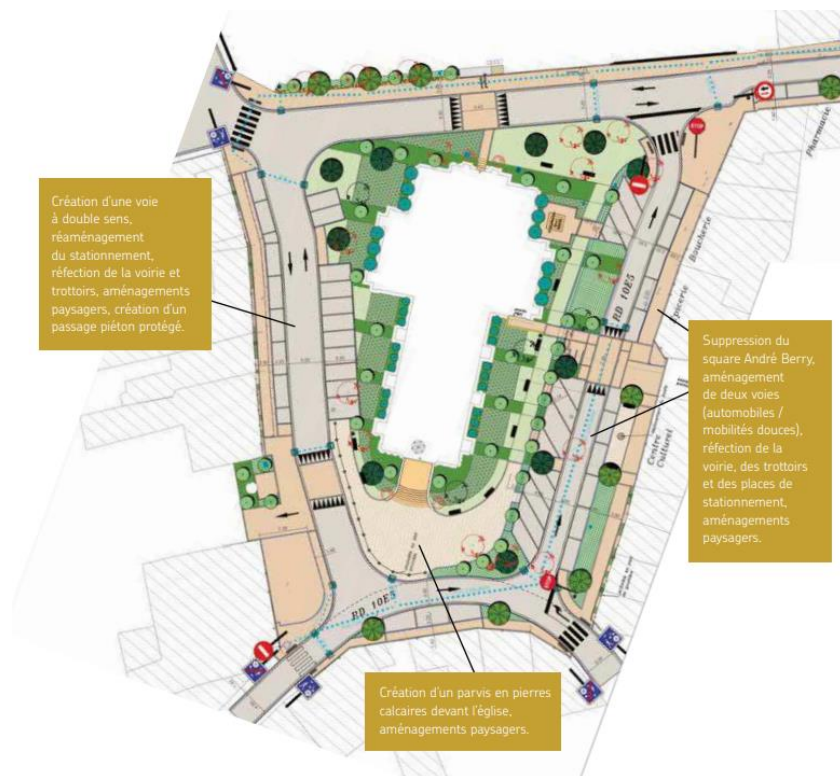 Création d'une voie
à double sens,
réaménagement
du stationnement,
réfection de la voirie et
trottoirs, aménagements
paysagers, création d'un
passage piéton protégé.
Pharmacie
Boucherie
Epicerie
RD 10E5
Suppression du
square André Berry,
aménagement
de deux voies
(automobiles /
mobilités douces),
réfection de la
voirie, des trottoirs
et des places de
stationnement,
aménagements
paysagers.
Centre
Culturel
RD 10E5
STOP
Création d'un parvis en pierres
calcaires devant l'église,
aménagements paysagers.